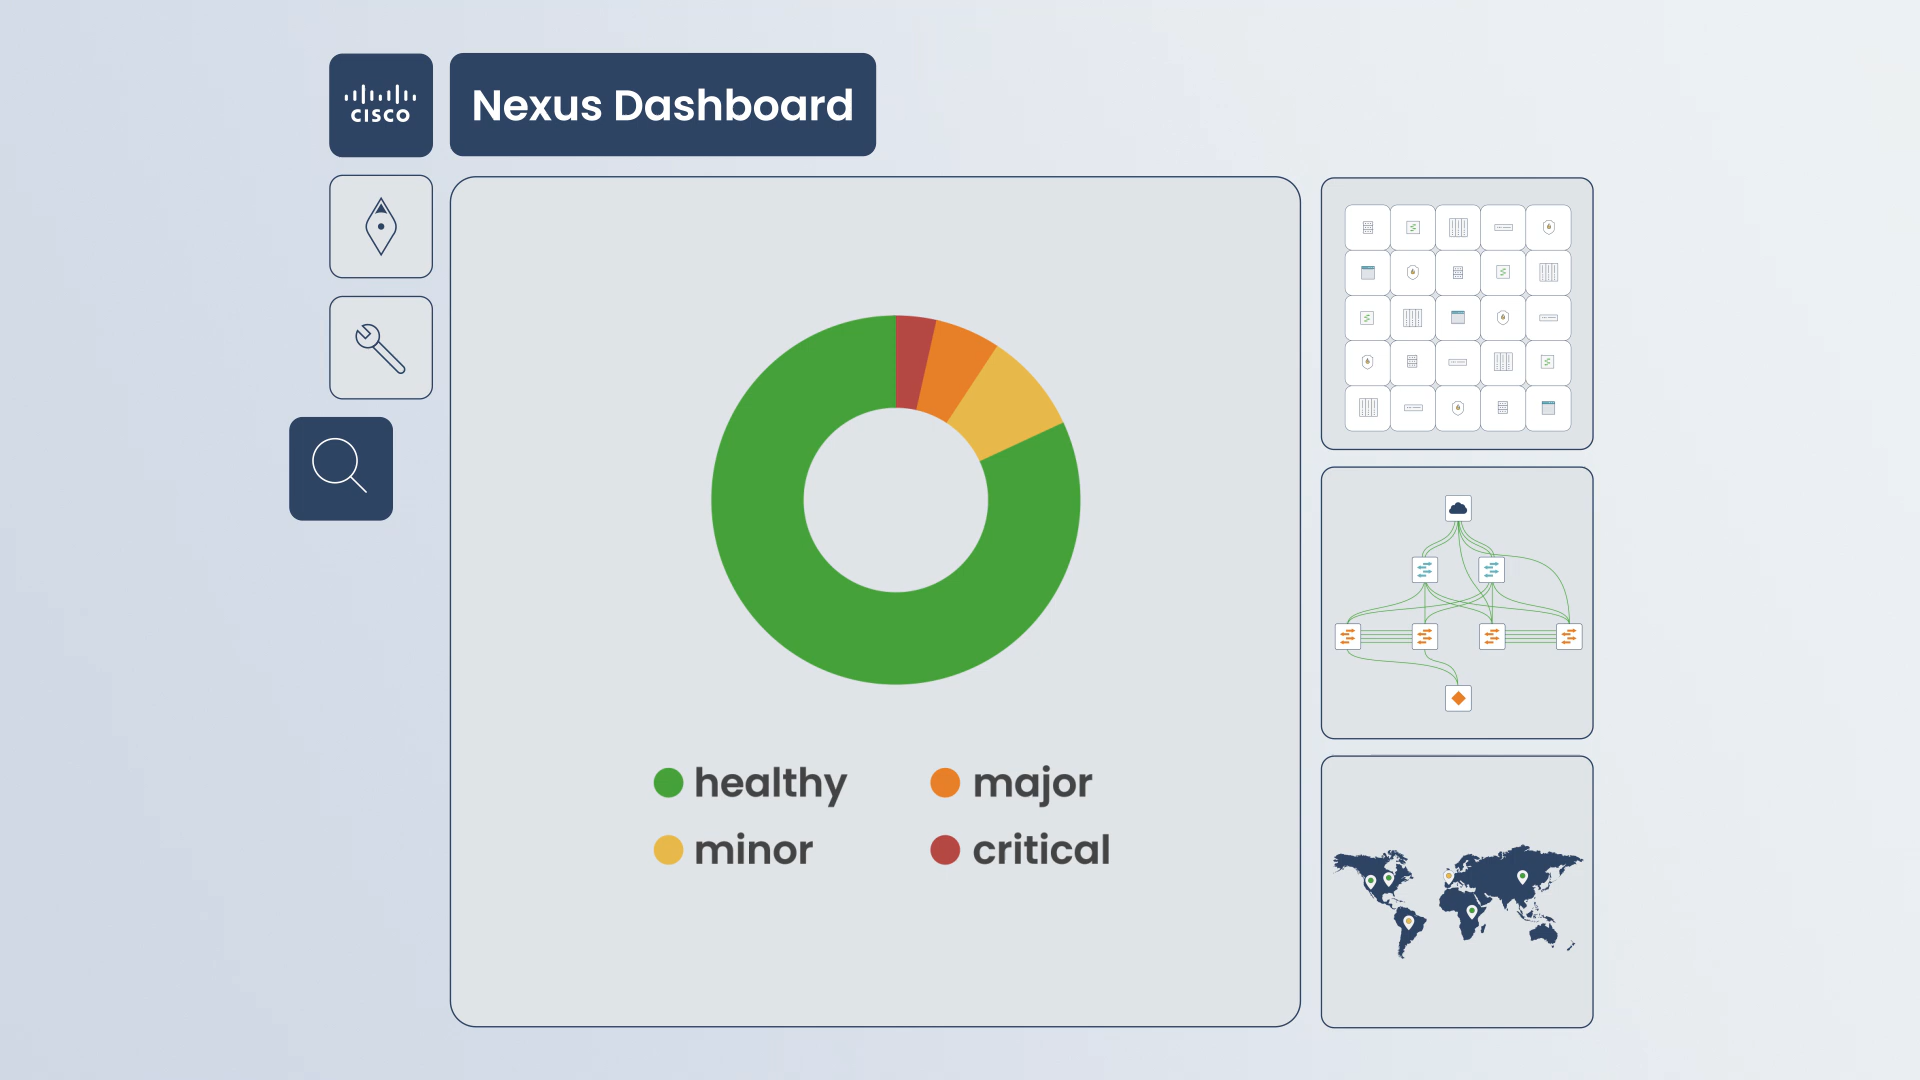 CISCO
Nexus Dashboard
healthy
major
minor
critical